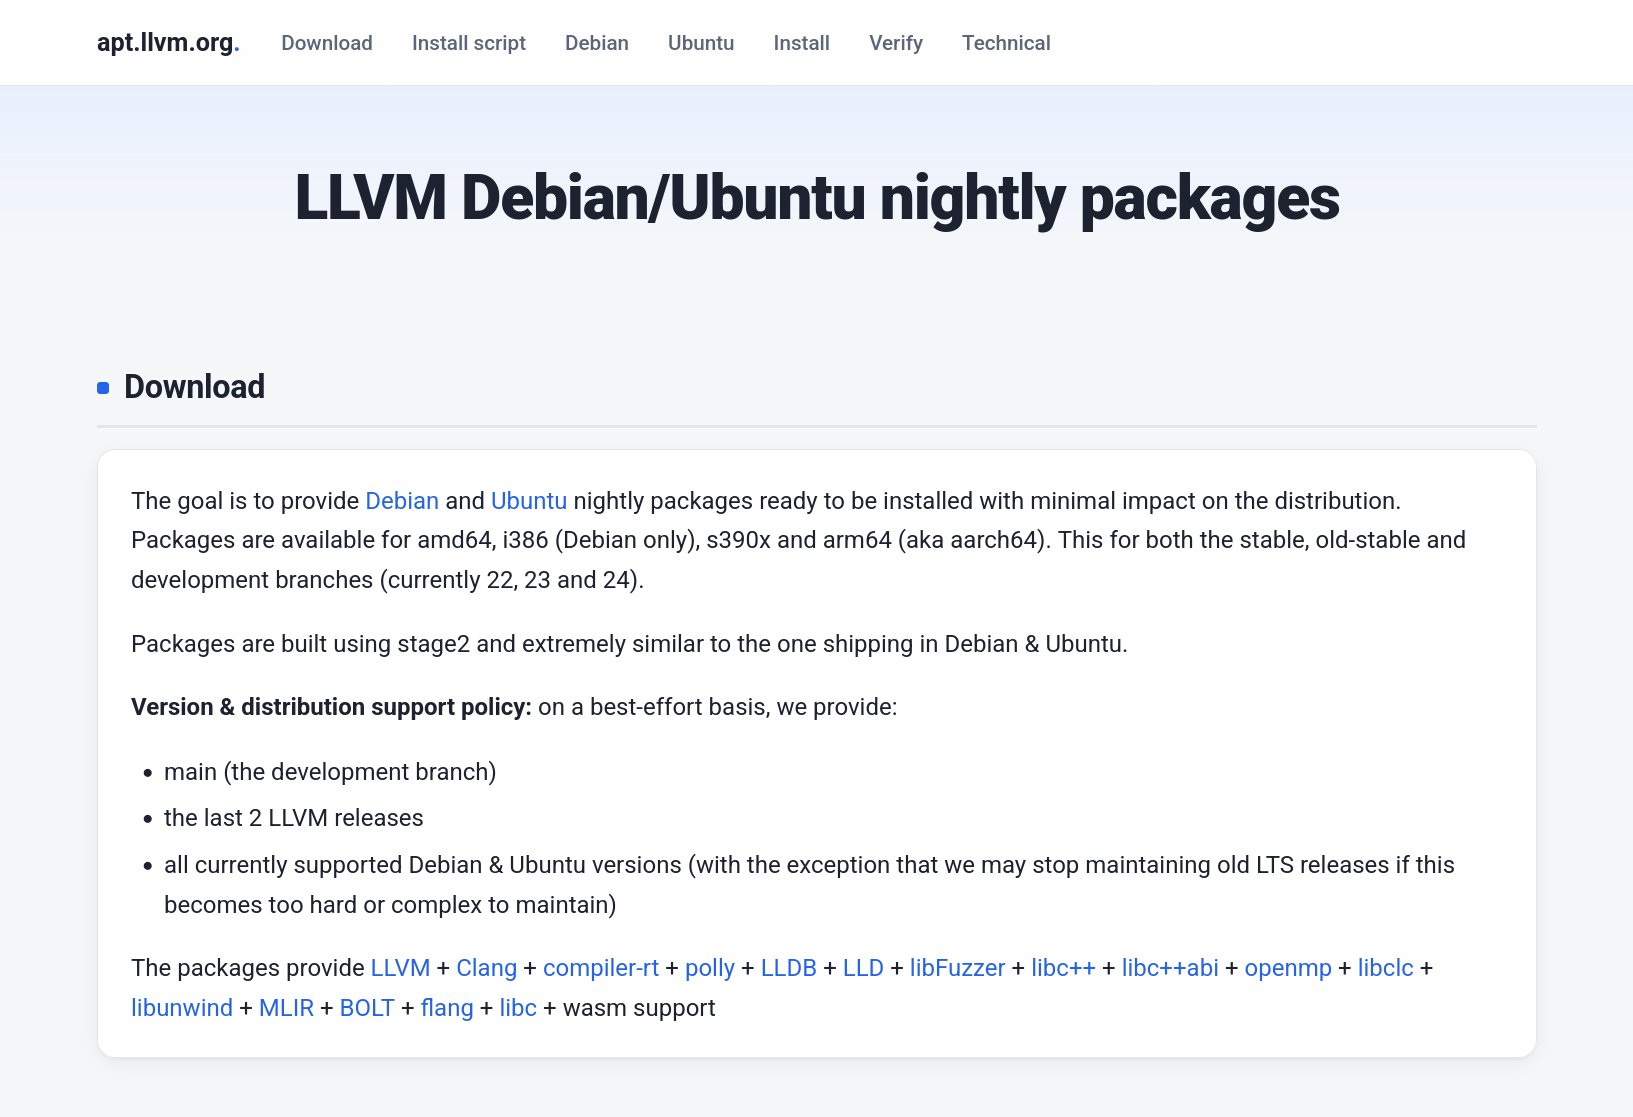 apt.llvm.org. Download Install script Debian Ubuntu Install Verify Technical
LLVM Debian/Ubuntu nightly packages
Download
The goal is to provide Debian and Ubuntu nightly packages ready to be installed with minimal impact on the distribution.
Packages are available for amd64, i386 (Debian only), s390x and arm64 (aka aarch64). This for both the stable, old-stable and
development branches (currently 22, 23 and 24).
Packages are built using stage2 and extremely similar to the one shipping in Debian & Ubuntu.
Version & distribution support policy: on a best-effort basis, we provide:
• main (the development branch)
• the last 2 LLVM releases
• all currently supported Debian & Ubuntu versions (with the exception that we may stop maintaining old LTS releases if this
becomes too hard or complex to maintain)
The packages provide LLVM + Clang + compiler-rt + polly + LLDB + LLD + libFuzzer + libc++ + libc++abi + openmp + libclc +
libunwind + MLIR + BOLT + flang + libc + wasm support